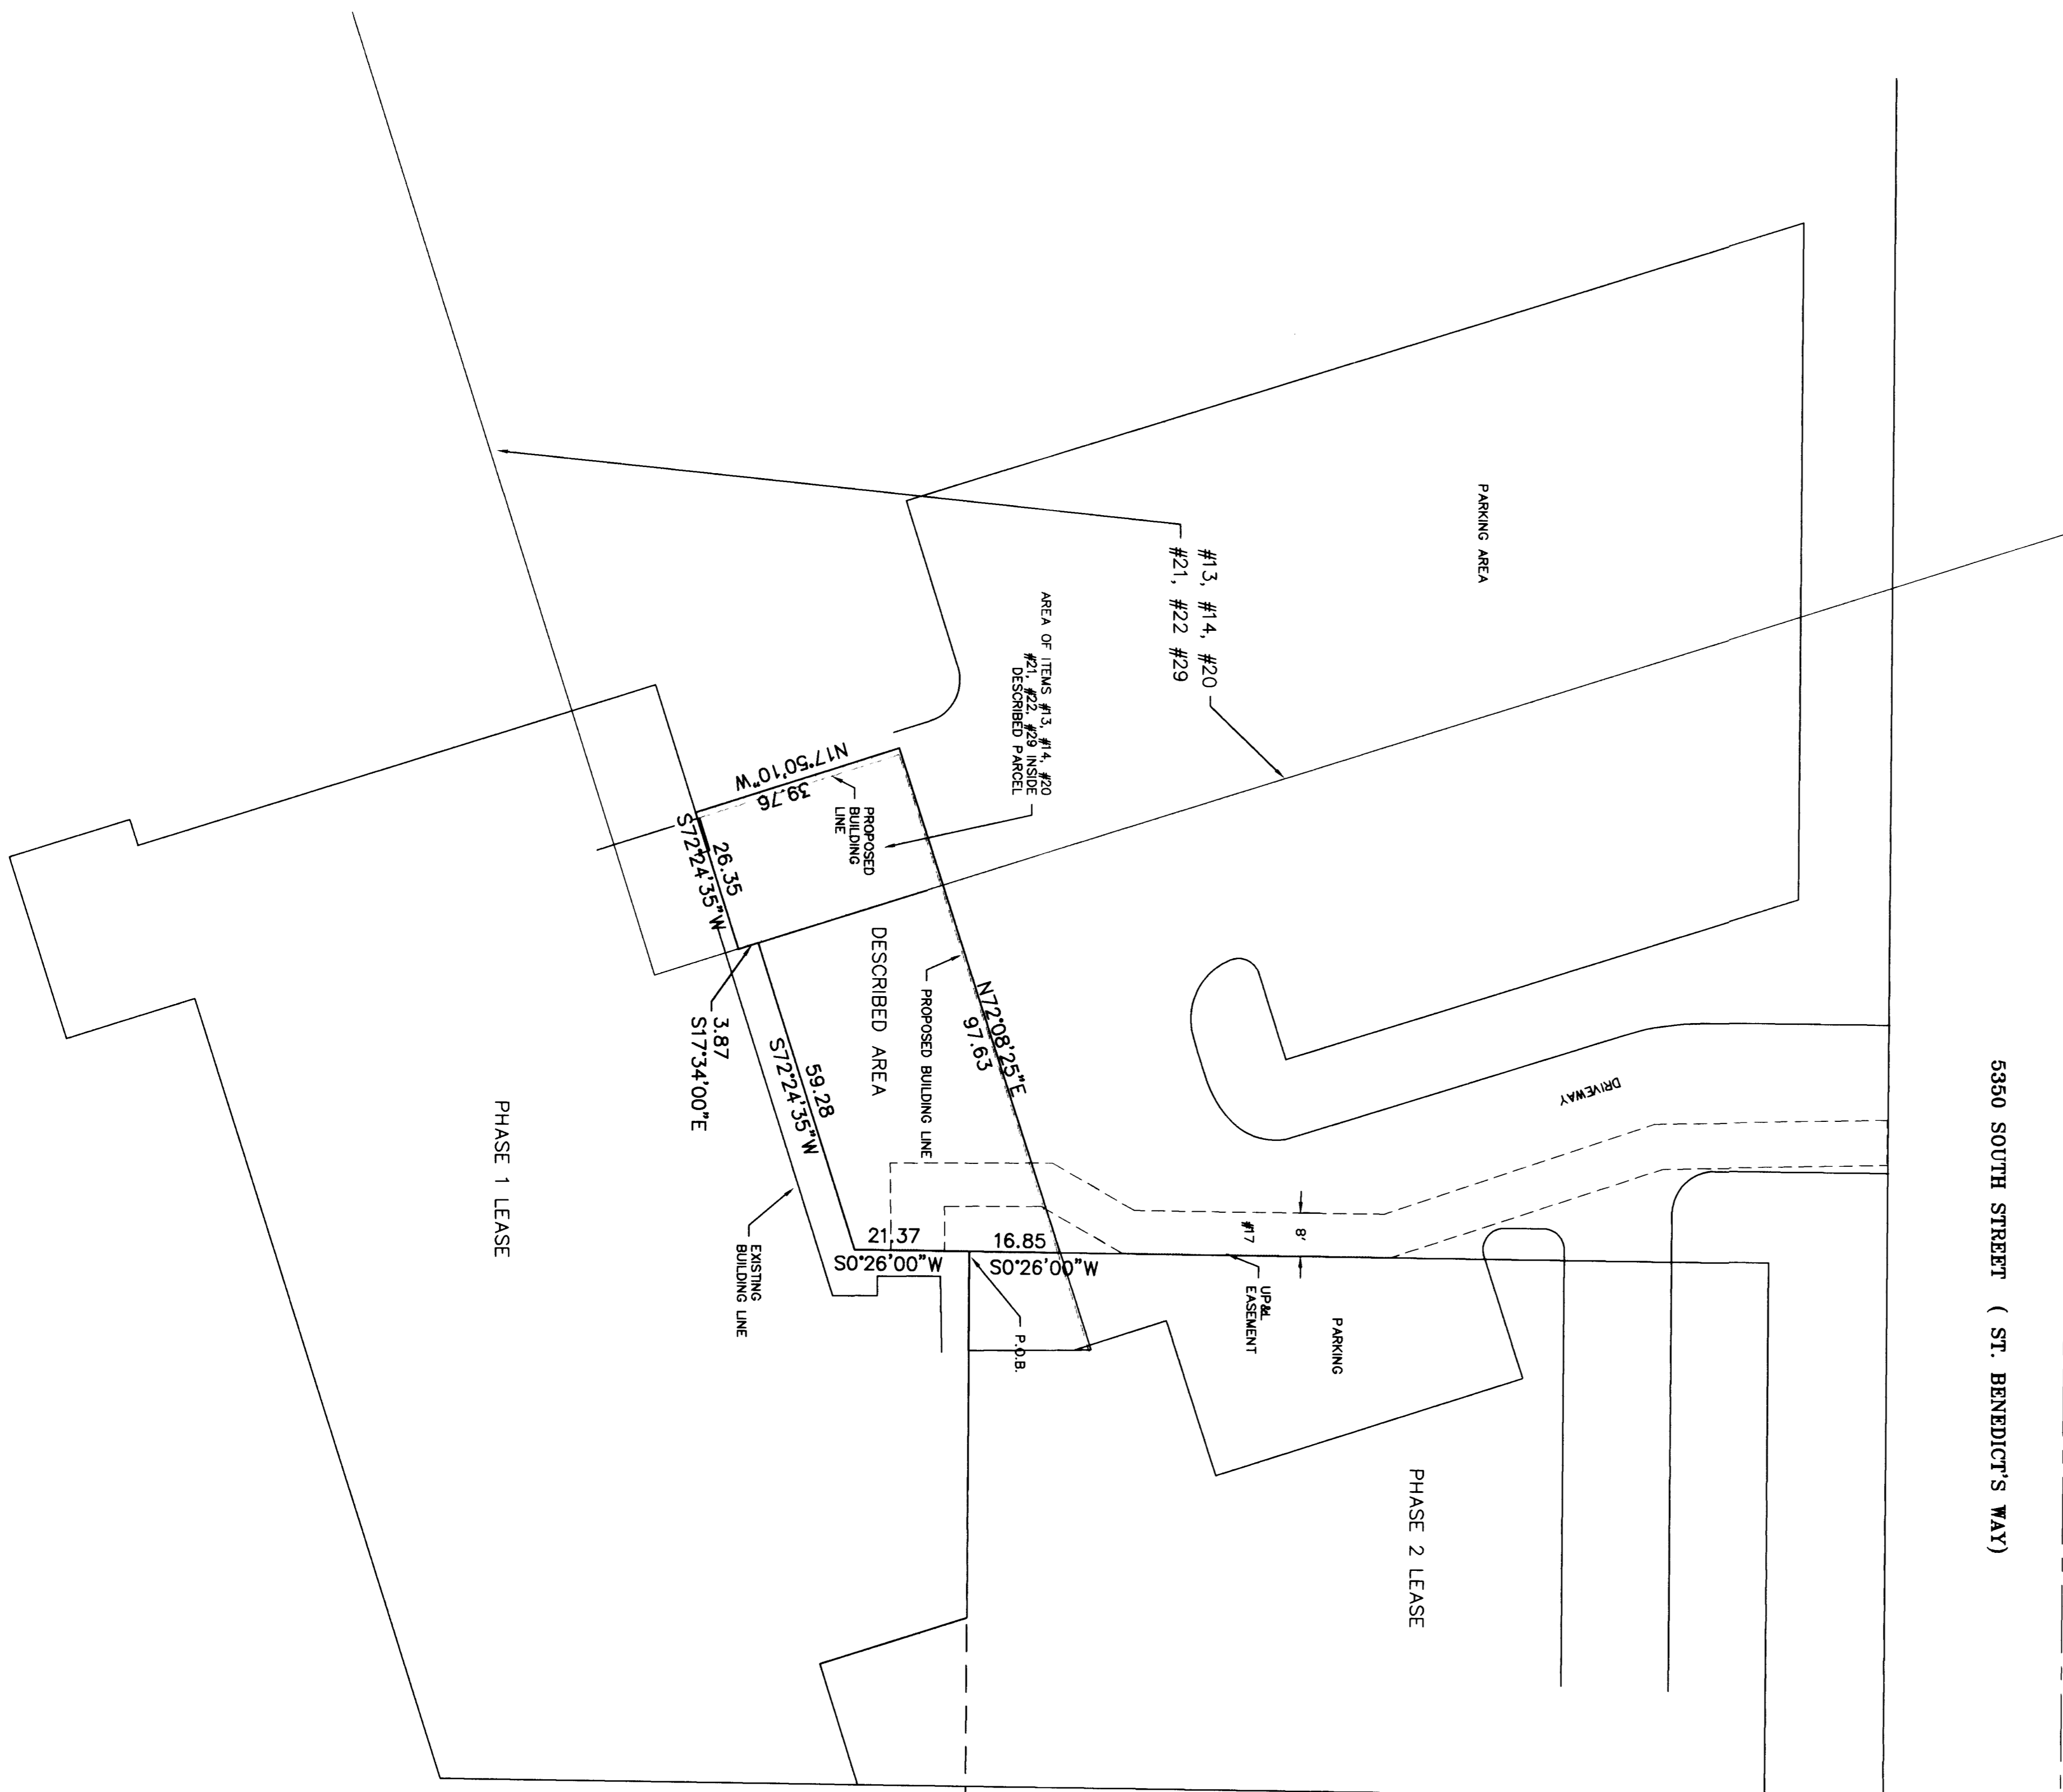 5350 SOUTH STREET ( ST. BENEDICT'S WAY)
PARKING AREA
DRIVEWAY
#13, #14, #20
#21, #22 #29
AREA OF ITEMS #13, #14, #20
#21, #22, #29 INSIDE
DESCRIBED PARCEL
N17°50'10"W
39.76
PROPOSED
BUILDING
LINE
26.35
S72°24'35"W
DESCRIBED AREA
PROPOSED BUILDING LINE
N72°08'25"E
97.63
3.87
S17°34'00"E
59.28
S72°24'35"W
21.37
S0°26'00"W
16.85
S0°26'00"W
#17
8'
UP&L
EASEMENT
PARKING
P.O.B.
EXISTING
BUILDING LINE
PHASE 1 LEASE
PHASE 2 LEASE